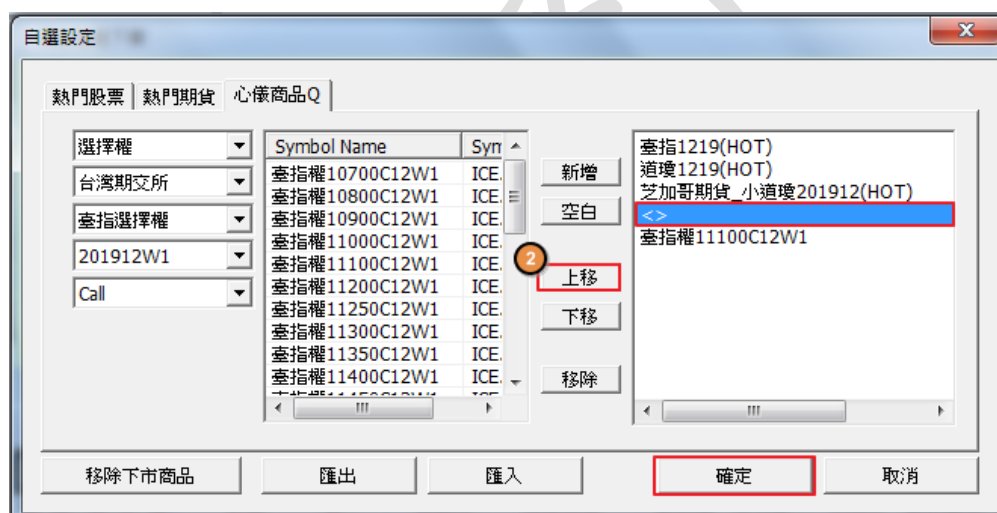 自選設定
熱門股票
熱門期貨
心儀商品Q
選擇權
台灣期交所
臺指選擇權
201912W1
Call
Symbol Name
Sym
臺指權10700C12W1 ICE.
臺指權10800C12W1 ICE.
臺指權10900C12W1 ICE.
臺指權11000C12W1 ICE.
臺指權11100C12W1 ICE.
臺指權11200C12W1 ICE.
臺指權11250C12W1 ICE.
臺指權11300C12W1 ICE.
臺指權11350C12W1 ICE.
臺指權11400C12W1 ICE.
新增
空白
2
上移
下移
移除
臺指1219(HOT)
道瓊1219(HOT)
芝加哥期貨_小道瓊201912(HOT)
<>
臺指權11100C12W1
移除下市商品
匯出
匯入
確定
取消